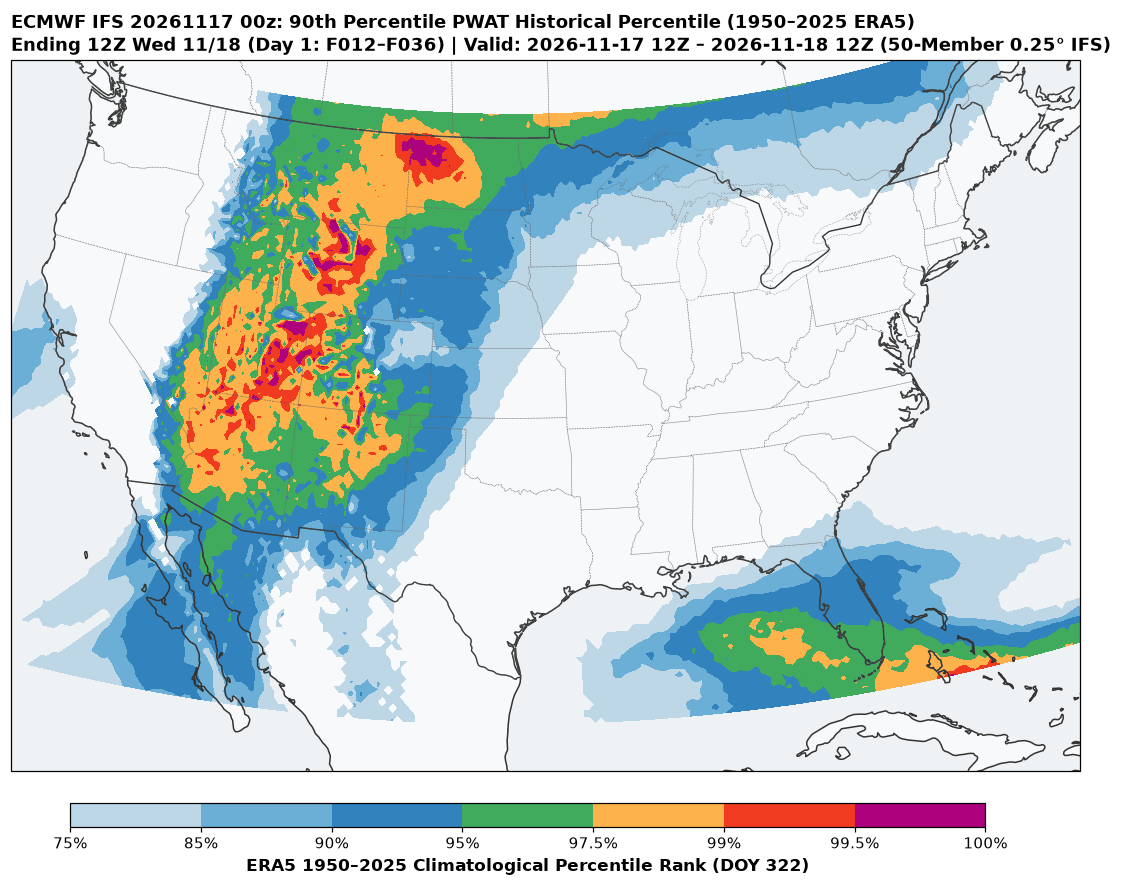 ECMWF IFS 20261117 00z: 90th Percentile PWAT Historical Percentile (1950–2025 ERA5)
Ending 12Z Wed 11/18 (Day 1: F012–F036) | Valid: 2026-11-17 12Z – 2026-11-18 12Z (50-Member 0.25° IFS)
75% 85% 90% 95% 97.5% 99% 99.5% 100%
ERA5 1950–2025 Climatological Percentile Rank (DOY 322)